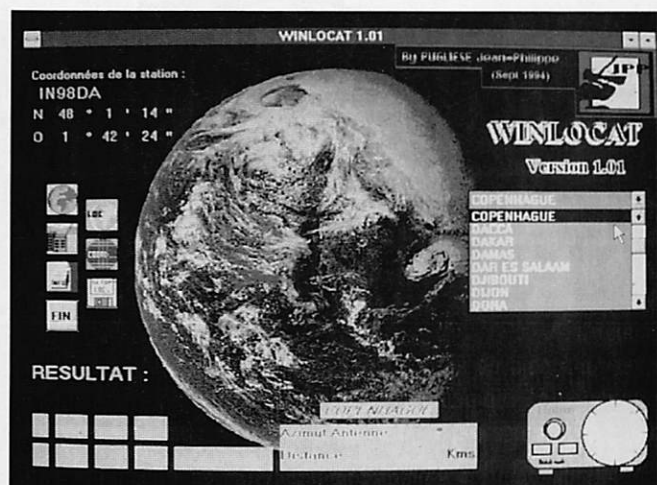 WINLOCAT 1.01
By PUGLIESE Jean-Philippe
(Sept 1994)
JPP
Coordonnées de la station :
IN98DA
N 48 ° 1 ' 14 "
O 1 ° 42 ' 24 "
WINLOCAT
Version 1.01
LOC
FIN
COPENHAGUE
COPENHAGUE
DACCA
DAKAR
DAMAS
DAR ES SALAAM
DJIBOUTI
DIJON
DOHA
RESULTAT :
COPENHAGUE
Azimut Antenne °
Distance Kms